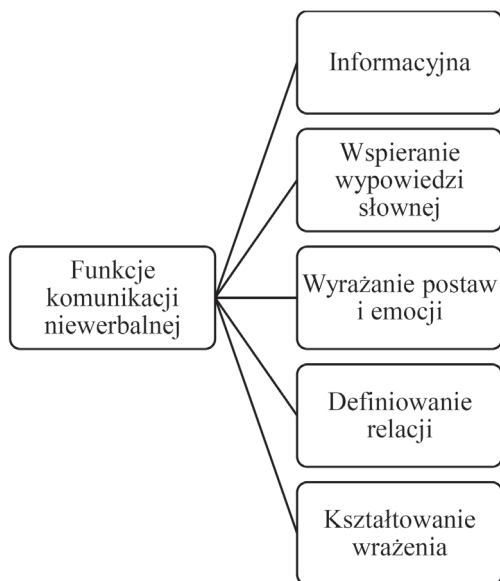 Funkcje
komunikacji
niewerbalnej
Informacyjna
Wspieranie
wypowiedzi
słownej
Wyrażanie postaw
i emocji
Definiowanie
relacji
Kształtowanie
wrażenia